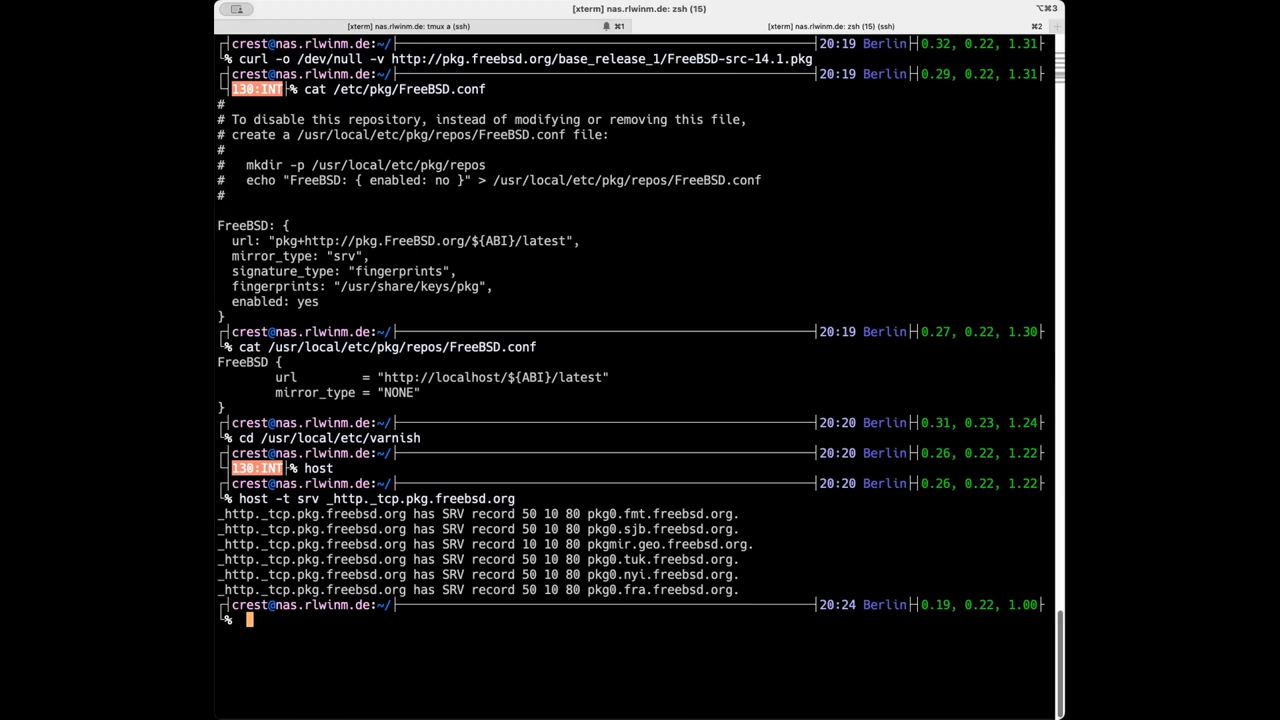 [xterm] nas.rlwinm.de: zsh (15)
⌥⌘3
[xterm] nas.rlwinm.de: tmux a (ssh)
⌘1
[xterm] nas.rlwinm.de: zsh (15) (ssh)
⌘2
crest@nas.rlwinm.de:~/ 20:19 Berlin 0.32, 0.22, 1.31
% curl -o /dev/null -v http://pkg.freebsd.org/base_release_1/FreeBSD-src-14.1.pkg
crest@nas.rlwinm.de:~/ 20:19 Berlin 0.29, 0.22, 1.31
130:INT % cat /etc/pkg/FreeBSD.conf
#
# To disable this repository, instead of modifying or removing this file,
# create a /usr/local/etc/pkg/repos/FreeBSD.conf file:
#
#   mkdir -p /usr/local/etc/pkg/repos
#   echo "FreeBSD: { enabled: no }" > /usr/local/etc/pkg/repos/FreeBSD.conf
#
FreeBSD: {
  url: "pkg+http://pkg.FreeBSD.org/${ABI}/latest",
  mirror_type: "srv",
  signature_type: "fingerprints",
  fingerprints: "/usr/share/keys/pkg",
  enabled: yes
}
crest@nas.rlwinm.de:~/ 20:19 Berlin 0.27, 0.22, 1.30
% cat /usr/local/etc/pkg/repos/FreeBSD.conf
FreeBSD {
        url         = "http://localhost/${ABI}/latest"
        mirror_type = "NONE"
}
crest@nas.rlwinm.de:~/ 20:20 Berlin 0.31, 0.23, 1.24
% cd /usr/local/etc/varnish
crest@nas.rlwinm.de:~/ 20:20 Berlin 0.26, 0.22, 1.22
130:INT % host
crest@nas.rlwinm.de:~/ 20:20 Berlin 0.26, 0.22, 1.22
% host -t srv _http._tcp.pkg.freebsd.org
_http._tcp.pkg.freebsd.org has SRV record 50 10 80 pkg0.fmt.freebsd.org.
_http._tcp.pkg.freebsd.org has SRV record 50 10 80 pkg0.sjb.freebsd.org.
_http._tcp.pkg.freebsd.org has SRV record 10 10 80 pkgmir.geo.freebsd.org.
_http._tcp.pkg.freebsd.org has SRV record 50 10 80 pkg0.tuk.freebsd.org.
_http._tcp.pkg.freebsd.org has SRV record 50 10 80 pkg0.nyi.freebsd.org.
_http._tcp.pkg.freebsd.org has SRV record 50 10 80 pkg0.fra.freebsd.org.
crest@nas.rlwinm.de:~/ 20:24 Berlin 0.19, 0.22, 1.00
%